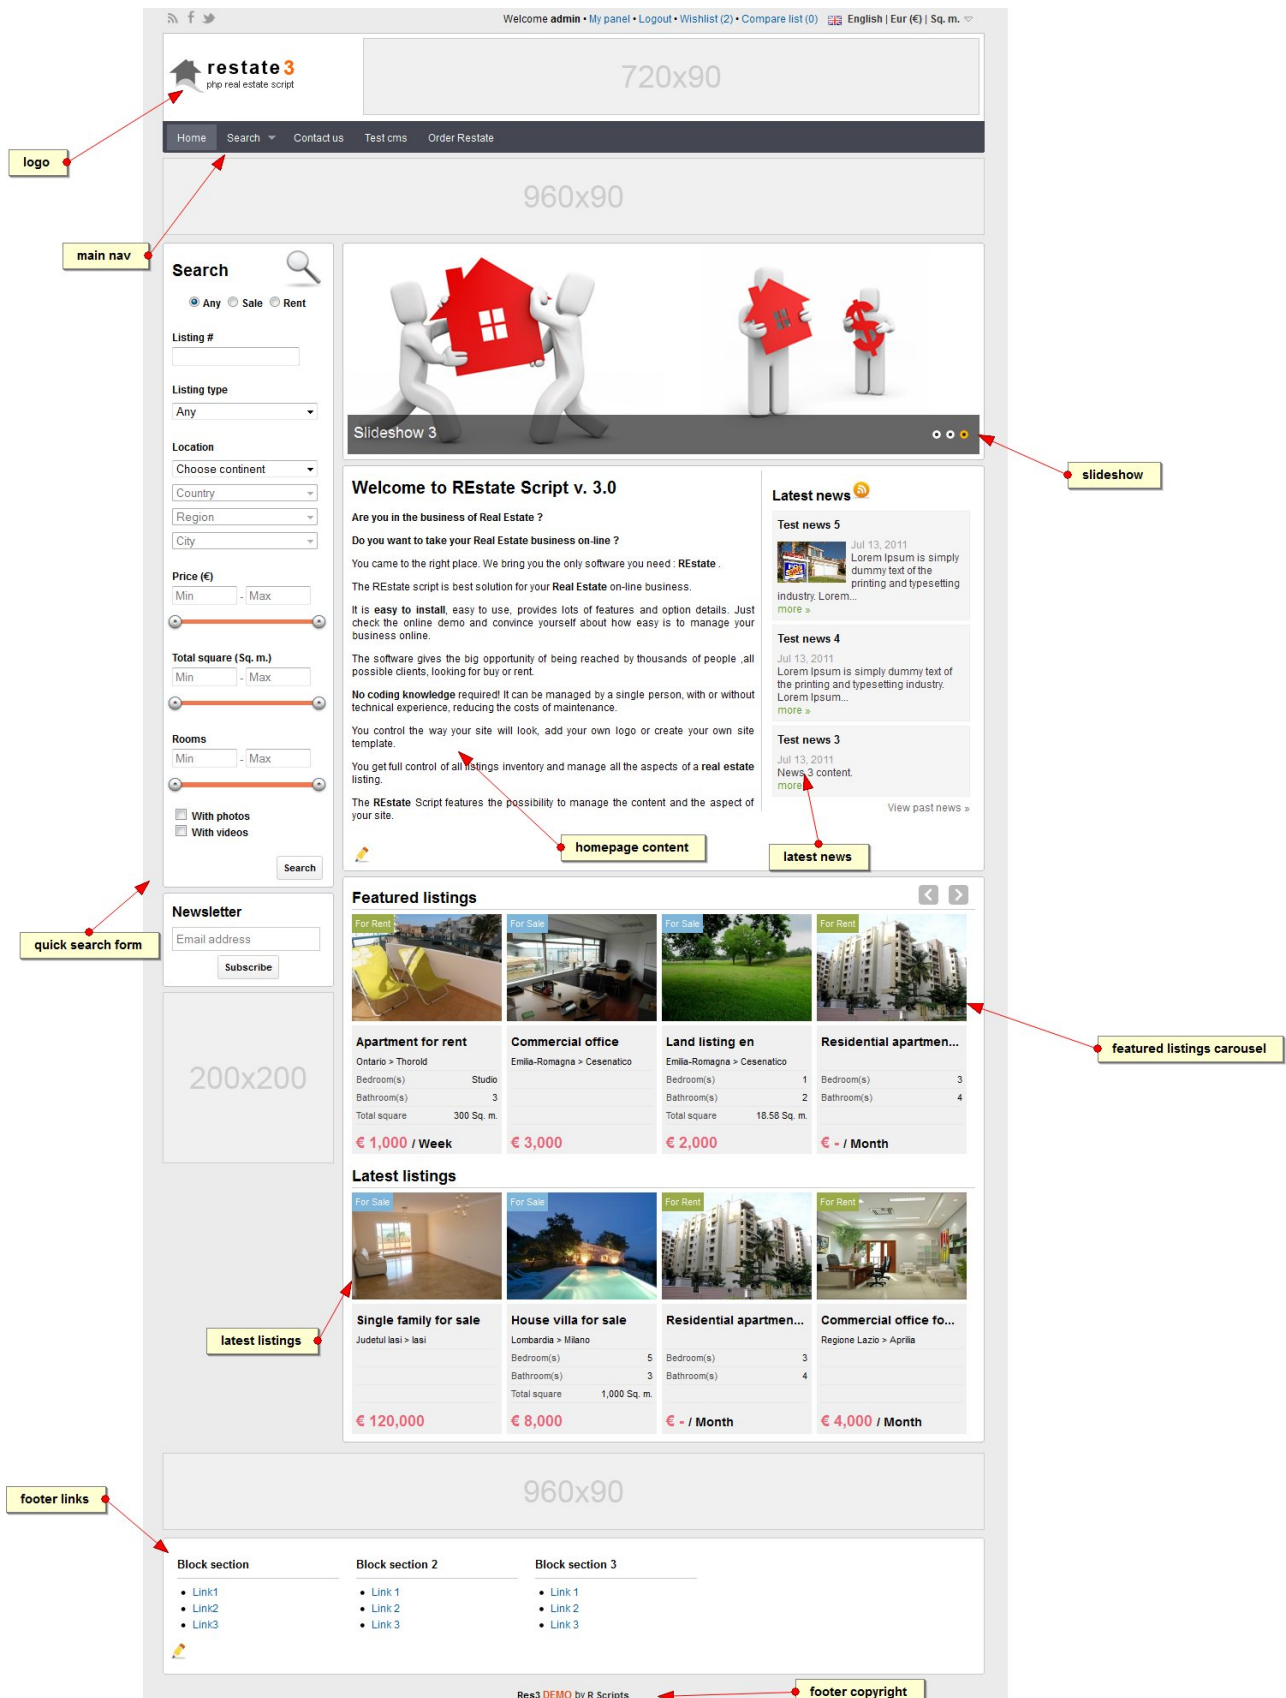 Welcome admin • My panel • Logout • Wishlist (2) • Compare list (0) English | Eur (€) | Sq. m.
restate 3
php real estate script
720x90
Home Search Contact us Test cms Order Restate
logo
960x90
main nav
Search
Any Sale Rent
Listing #
Listing type
Any
Location
Choose continent
Country
Region
City
Price (€)
Min - Max
Total square (Sq. m.)
Min - Max
Rooms
Min - Max
With photos
With videos
Search
quick search form
Newsletter
Email address
Subscribe
200x200
Slideshow 3
slideshow
Welcome to REstate Script v. 3.0
Are you in the business of Real Estate ?
Do you want to take your Real Estate business on-line ?
You came to the right place. We bring you the only software you need : REstate .
The REstate script is best solution for your Real Estate on-line business.
It is easy to install, easy to use, provides lots of features and option details. Just
check the online demo and convince yourself about how easy is to manage your
business online.
The software gives the big opportunity of being reached by thousands of people ,all
possible clients, looking for buy or rent.
No coding knowledge required! It can be managed by a single person, with or without
technical experience, reducing the costs of maintenance.
You control the way your site will look, add your own logo or create your own site
template.
You get full control of all listings inventory and manage all the aspects of a real estate
listing.
The REstate Script features the possibility to manage the content and the aspect of
your site.
homepage content
Latest news
Test news 5
Jul 13, 2011
Lorem Ipsum is simply
dummy text of the
printing and typesetting
industry. Lorem...
more »
Test news 4
Jul 13, 2011
Lorem Ipsum is simply dummy text of
the printing and typesetting industry.
Lorem Ipsum...
more »
Test news 3
Jul 13, 2011
News 3 content.
more
View past news »
latest news
Featured listings
For Rent For Sale For Sale For Rent
Apartment for rent Commercial office Land listing en Residential apartmen...
Ontario > Thorold Emilia-Romagna > Cesenatico Emilia-Romagna > Cesenatico
Bedroom(s) Studio Bedroom(s) 1 Bedroom(s) 3
Bathroom(s) 3 Bathroom(s) 2 Bathroom(s) 4
Total square 300 Sq. m. Total square 18.58 Sq. m.
€ 1,000 / Week € 3,000 € 2,000 € - / Month
featured listings carousel
Latest listings
For Sale For Sale For Rent For Rent
Single family for sale House villa for sale Residential apartmen... Commercial office fo...
Judetul Iasi > Iasi Lombardia > Milano Regione Lazio > Aprilia
Bedroom(s) 5 Bedroom(s) 3
Bathroom(s) 3 Bathroom(s) 4
Total square 1,000 Sq. m.
€ 120,000 € 8,000 € - / Month € 4,000 / Month
latest listings
960x90
footer links
Block section Block section 2 Block section 3
• Link1 • Link 1 • Link 1
• Link2 • Link 2 • Link 2
• Link3 • Link 3 • Link 3
Res3 DEMO by R Scripts
footer copyright